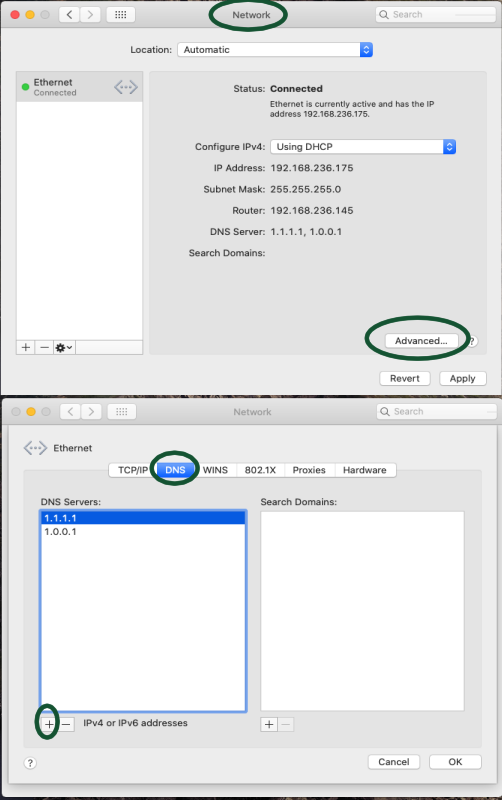 Network
Search
Location: Automatic
Ethernet
Connected
Status: Connected
Ethernet is currently active and has the IP
address 192.168.236.175.
Configure IPv4: Using DHCP
IP Address: 192.168.236.175
Subnet Mask: 255.255.255.0
Router: 192.168.236.145
DNS Server: 1.1.1.1, 1.0.0.1
Search Domains:
Advanced... ?
Revert Apply
Network
Search
Ethernet
TCP/IP DNS WINS 802.1X Proxies Hardware
DNS Servers: Search Domains:
1.1.1.1
1.0.0.1
+ − IPv4 or IPv6 addresses + −
? Cancel OK